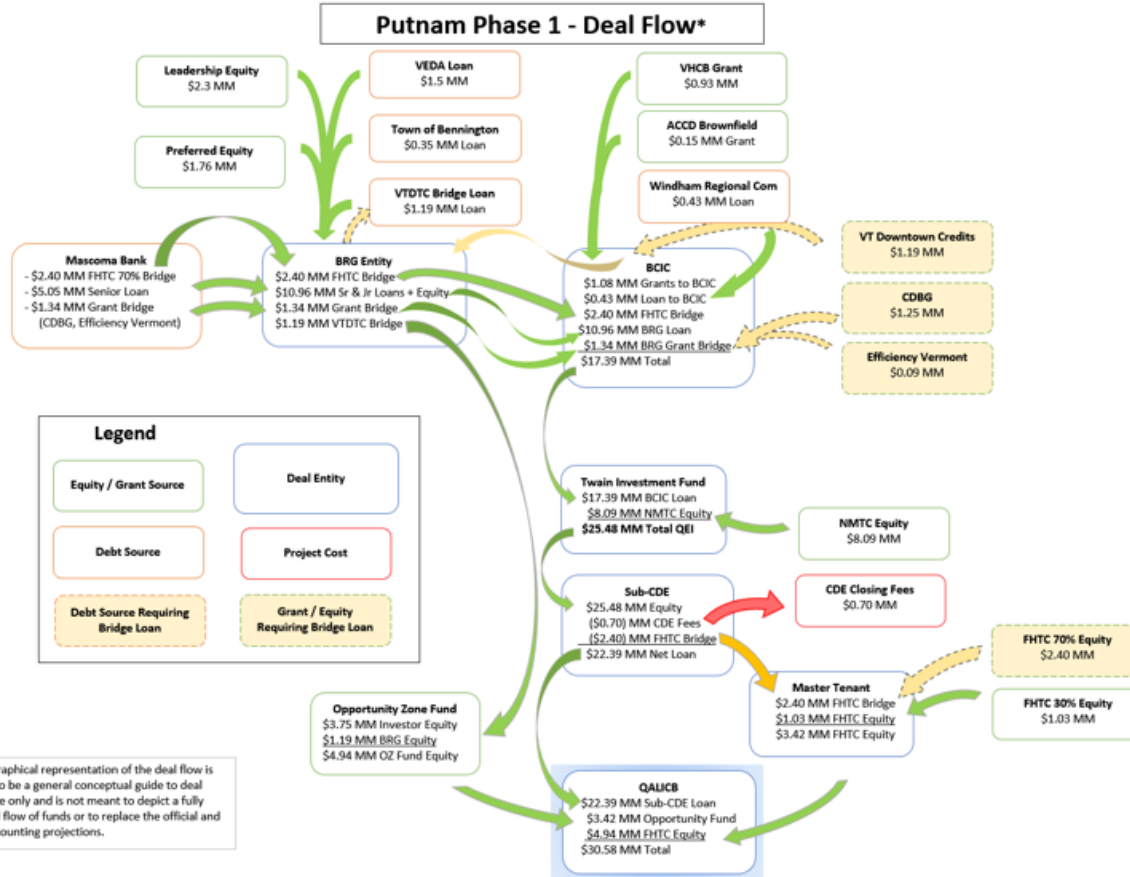 Putnam Phase 1 - Deal Flow*
Leadership Equity
$2.3 MM
Preferred Equity
$1.76 MM
VEDA Loan
$1.5 MM
Town of Bennington
$0.35 MM Loan
VTDTC Bridge Loan
$1.19 MM Loan
VHCB Grant
$0.93 MM
ACCD Brownfield
$0.15 MM Grant
Windham Regional Com
$0.43 MM Loan
VT Downtown Credits
$1.19 MM
CDBG
$1.25 MM
Efficiency Vermont
$0.09 MM
Mascoma Bank
- $2.40 MM FHTC 70% Bridge
- $5.05 MM Senior Loan
- $1.34 MM Grant Bridge
(CDBG, Efficiency Vermont)
BRG Entity
$2.40 MM FHTC Bridge
$10.96 MM Sr & Jr Loans + Equity
$1.34 MM Grant Bridge
$1.19 MM VTDTC Bridge
BCIC
$1.08 MM Grants to BCIC
$0.43 MM Loan to BCIC
$2.40 MM FHTC Bridge
$10.96 MM BRG Loan
$1.34 MM BRG Grant Bridge
$17.39 MM Total
Legend
Equity / Grant Source
Deal Entity
Debt Source
Project Cost
Debt Source Requiring
Bridge Loan
Grant / Equity
Requiring Bridge Loan
Twain Investment Fund
$17.39 MM BCIC Loan
$8.09 MM NMTC Equity
$25.48 MM Total QEI
NMTC Equity
$8.09 MM
Sub-CDE
$25.48 MM Equity
($0.70) MM CDE Fees
($2.40) MM FHTC Bridge
$22.39 MM Net Loan
CDE Closing Fees
$0.70 MM
FHTC 70% Equity
$2.40 MM
FHTC 30% Equity
$1.03 MM
Master Tenant
$2.40 MM FHTC Bridge
$1.03 MM FHTC Equity
$3.42 MM FHTC Equity
Opportunity Zone Fund
$3.75 MM Investor Equity
$1.19 MM BRG Equity
$4.94 MM OZ Fund Equity
QALICB
$22.39 MM Sub-CDE Loan
$3.42 MM Opportunity Fund
$4.94 MM FHTC Equity
$30.58 MM Total
raphical representation of the deal flow is
o be a general conceptual guide to deal
e only and is not meant to depict a fully
flow of funds or to replace the official and
ounting projections.